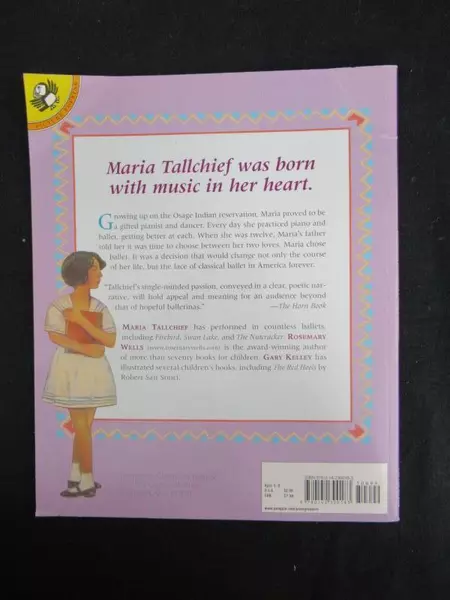 Maria Tallchief was born
with music in her heart.
Growing up on the Osage Indian reservation, Maria proved to be
a gifted pianist and dancer. Every day she practiced piano and
ballet, getting better at each. When she was twelve, Maria's father
told her it was time to choose between her two loves. Maria chose
ballet. It was a decision that would change not only the course
of her life, but the face of classical ballet in America forever.
"Tallchief's single-minded passion, conveyed in a clear, poetic nar-
rative, will hold appeal and meaning for an audience beyond
that of hopeful ballerinas."
—The Horn Book
MARIA TALLCHIEF has performed in countless ballets,
including Firebird, Swan Lake, and The Nutcracker. ROSEMARY
WELLS (www.rosemarywells.com) is the award-winning author
of more than seventy books for children. GARY KELLEY has
illustrated several children's books, including The Red Heels by
Robert San Souci.